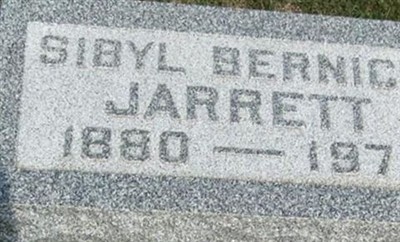 SIBYL BERNIC
JARRETT
1880 — 197